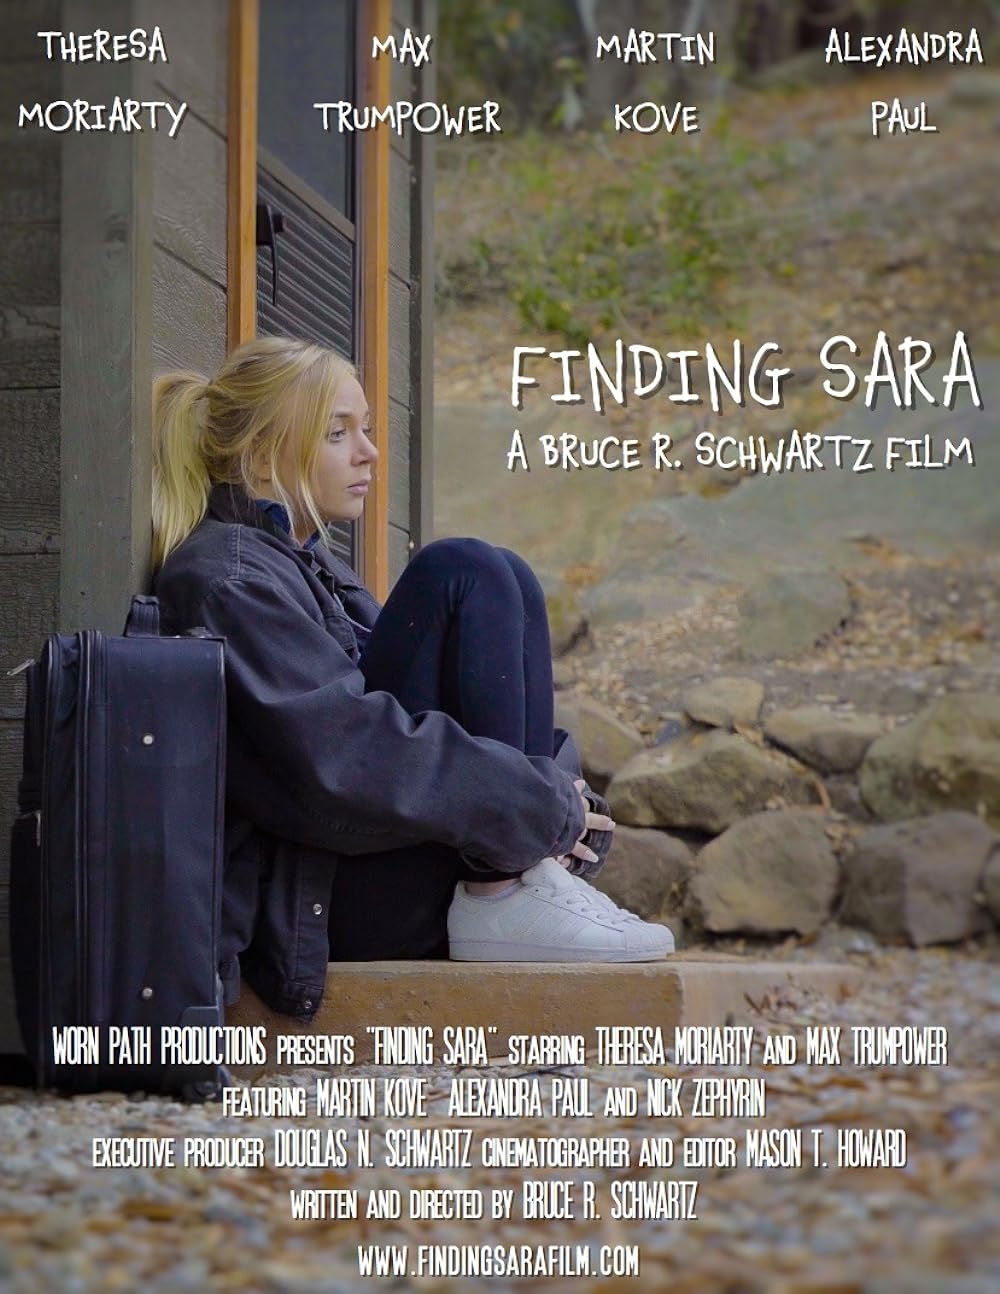 THERESA MAX MARTIN ALEXANDRA
MORIARTY TRUMPOWER KOVE PAUL
FINDING SARA
A BRUCE R. SCHWARTZ FILM
WORN PATH PRODUCTIONS PRESENTS "FINDING SARA" STARRING THERESA MORIARTY AND MAX TRUMPOWER
FEATURING MARTIN KOVE ALEXANDRA PAUL AND NICK ZEPHYRIN
EXECUTIVE PRODUCER DOUGLAS N. SCHWARTZ CINEMATOGRAPHER AND EDITOR MASON T. HOWARD
WRITTEN AND DIRECTED BY BRUCE R. SCHWARTZ
WWW.FINDINGSARAFILM.COM